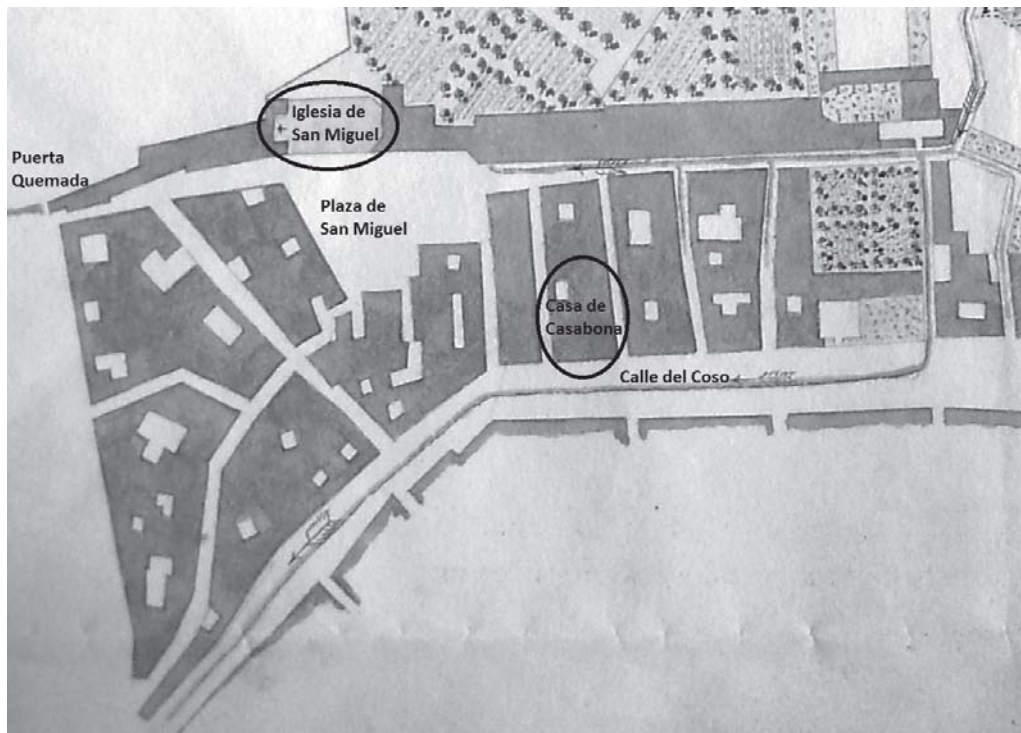 Iglesia de
San Miguel
Puerta
Quemada
Plaza de
San Miguel
Casa de
Casabona
Calle del Coso